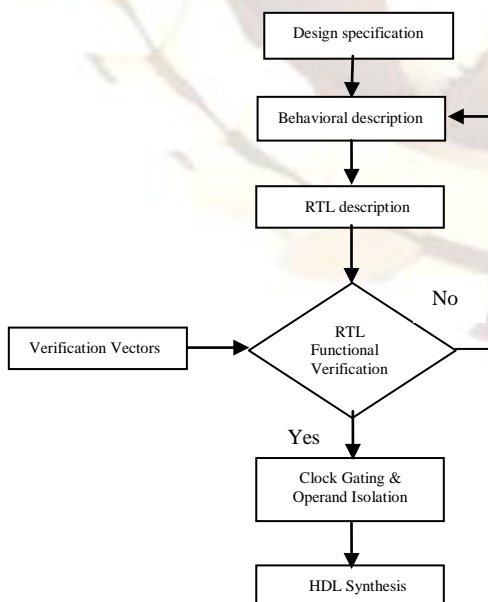 Design specification
Behavioral description
RTL description
No
RTL
Functional
Verification
Verification Vectors
Yes
Clock Gating &
Operand Isolation
HDL Synthesis